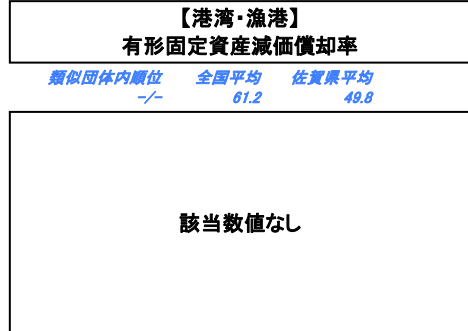 【港湾・漁港】
有形固定資産減価償却率
類似団体内順位 全国平均 佐賀県平均
-/- 61.2 49.8
該当数値なし